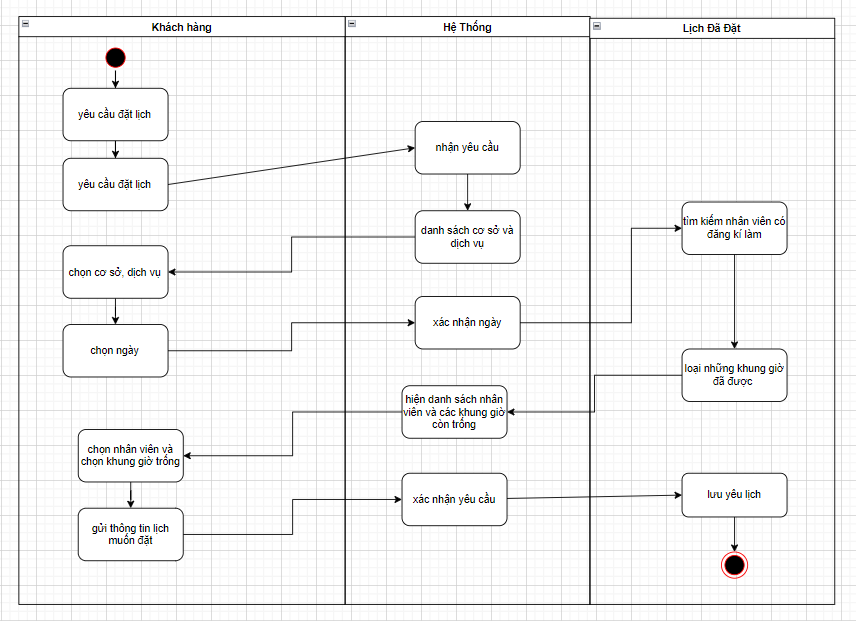 Khách hàng
Hệ Thống
Lịch Đã Đặt
yêu cầu đặt lịch
yêu cầu đặt lịch
nhận yêu cầu
danh sách cơ sở và
dịch vụ
tìm kiếm nhân viên có
đăng kí làm
chọn cơ sở, dịch vụ
chọn ngày
xác nhận ngày
loại những khung giờ
đã được
hiện danh sách nhân
viên và các khung giờ
còn trống
chọn nhân viên và
chọn khung giờ trống
gửi thông tin lịch
muốn đặt
xác nhận yêu cầu
lưu yêu lịch